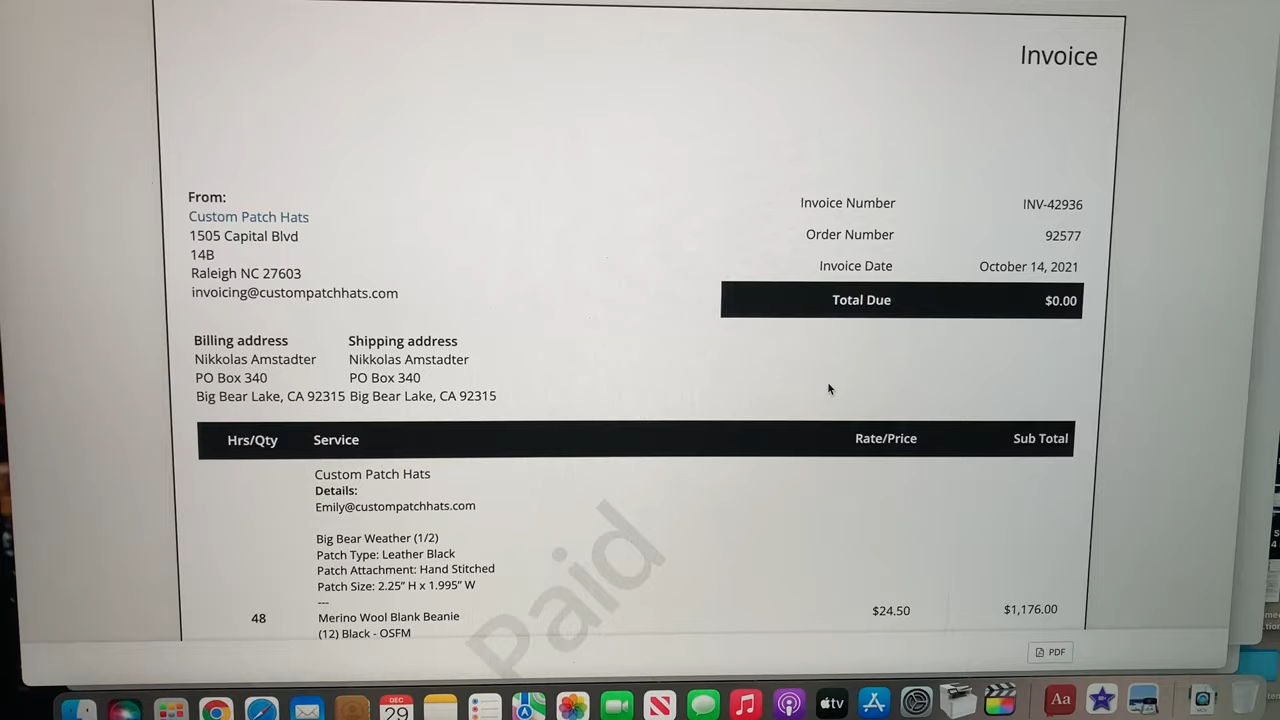 Invoice
From:
Custom Patch Hats
1505 Capital Blvd
14B
Raleigh NC 27603
invoicing@custompatchhats.com
Invoice Number INV-42936
Order Number 92577
Invoice Date October 14, 2021
Total Due $0.00
Billing address Shipping address
Nikkolas Amstadter Nikkolas Amstadter
PO Box 340 PO Box 340
Big Bear Lake, CA 92315 Big Bear Lake, CA 92315
Hrs/Qty Service Rate/Price Sub Total
Custom Patch Hats
Details:
Emily@custompatchhats.com
Big Bear Weather (1/2)
Patch Type: Leather Black
Patch Attachment: Hand Stitched
Patch Size: 2.25” H x 1.995” W
---
48 Merino Wool Blank Beanie $24.50 $1,176.00
(12) Black - OSFM
Paid
PDF
DEC
29
tv
Aa